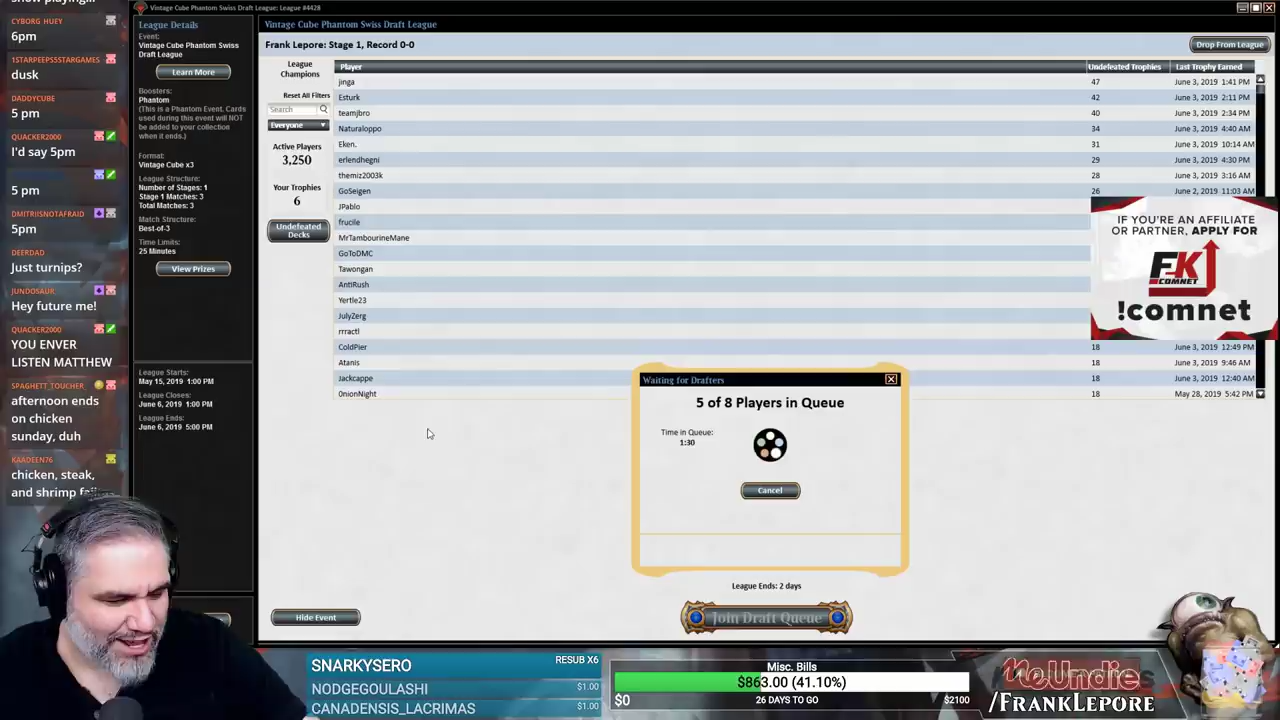 show playing...
CYBORG_HUEY
6pm
1STARPEEPSSSTARGAMES
dusk
DADDYCUBE
5 pm
QUACKER2000
I'd say 5pm
5 pm
DMITRIISNOTAFRAID
5pm
DEERDAD
Just turnips?
JUNDOSAUR
Hey future me!
QUACKER2000
YOU ENVER
LISTEN MATTHEW
SPAGHETT_TOUCHER
afternoon ends
on chicken
sunday, duh
KAADEEN76
chicken, steak,
and shrimp
Vintage Cube Phantom Swiss Draft League: League #4428
League Details
Event:
Vintage Cube Phantom Swiss
Draft League
Learn More
Boosters:
Phantom
(This is a Phantom Event. Cards
used during this event will NOT
be added to your collection
when it ends.)
Format:
Vintage Cube x3
League Structure:
Number of Stages: 1
Stage 1 Matches: 3
Total Matches: 3
Match Structure:
Best-of-3
Time Limits:
25 Minutes
View Prizes
League Starts:
May 15, 2019 1:00 PM
League Closes:
June 6, 2019 1:00 PM
League Ends:
June 6, 2019 5:00 PM
Vintage Cube Phantom Swiss Draft League
Frank Lepore: Stage 1, Record 0-0
Drop From League
League
Champions
Reset All Filters
Search
Everyone
Active Players
3,250
Your Trophies
6
Undefeated
Decks
Player Undefeated Trophies Last Trophy Earned
jinga 47 June 3, 2019 1:41 PM
Esturk 42 June 3, 2019 2:11 PM
teamjbro 40 June 3, 2019 2:34 PM
Naturaloppo 34 June 3, 2019 4:40 AM
Eken. 31 June 3, 2019 10:14 AM
erlendhegni 29 June 3, 2019 4:30 PM
themiz2003k 28 June 3, 2019 3:16 AM
GoSeigen 26 June 2, 2019 11:03 AM
JPablo
frucile
MrTambourineMane
GoToDMC
Tawongan
AntiRush
Yertle23
JulyZerg
rrractl
ColdPier 18 June 3, 2019 12:49 PM
Atanis 18 June 3, 2019 9:46 AM
Jackcappe 18 June 3, 2019 12:40 AM
0nionNight 18 May 28, 2019 5:42 PM
IF YOU'RE AN AFFILIATE
OR PARTNER, APPLY FOR
COMNET
!comnet
Waiting for Drafters
5 of 8 Players in Queue
Time in Queue:
1:30
Cancel
League Ends: 2 days
Hide Event
Join Draft Queue
SNARKYSERO RESUB X6
NODGEGOULASHI $1.00
CANADENSIS_LACRIMAS $1.00
Misc. Bills
$863.00 (41.10%)
$0 26 DAYS TO GO $2100
MeUndies
/FRANKLEPORE